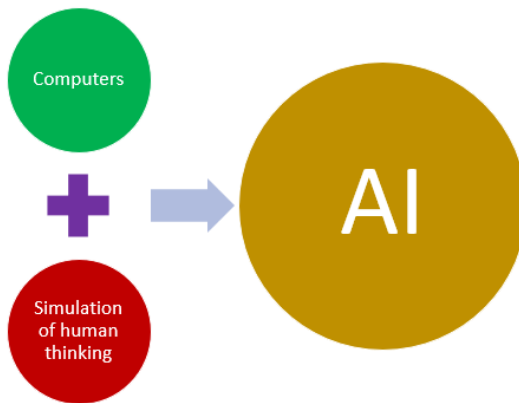 Computers
AI
Simulation
of human
thinking